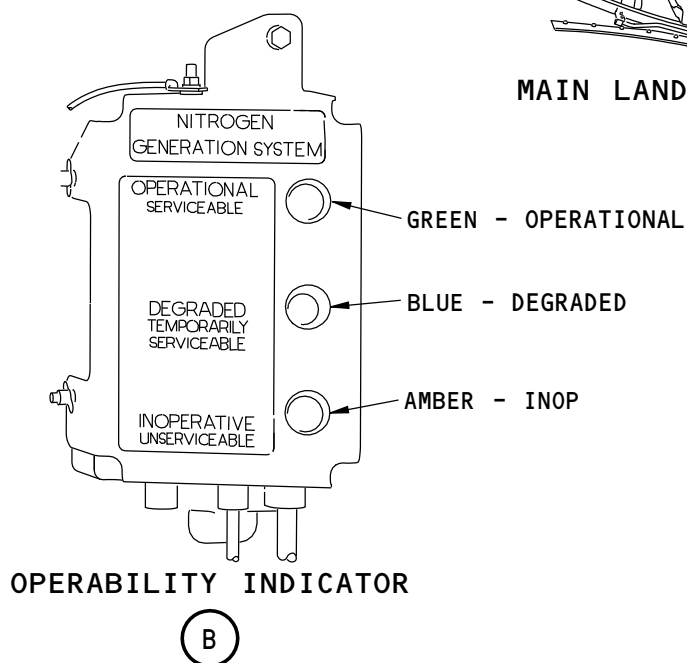 MAIN LAND
NITROGEN
GENERATION SYSTEM
OPERATIONAL
SERVICEABLE
GREEN - OPERATIONAL
DEGRADED
TEMPORARILY
SERVICEABLE
BLUE - DEGRADED
INOPERATIVE
UNSERVICEABLE
AMBER - INOP
OPERABILITY INDICATOR
B